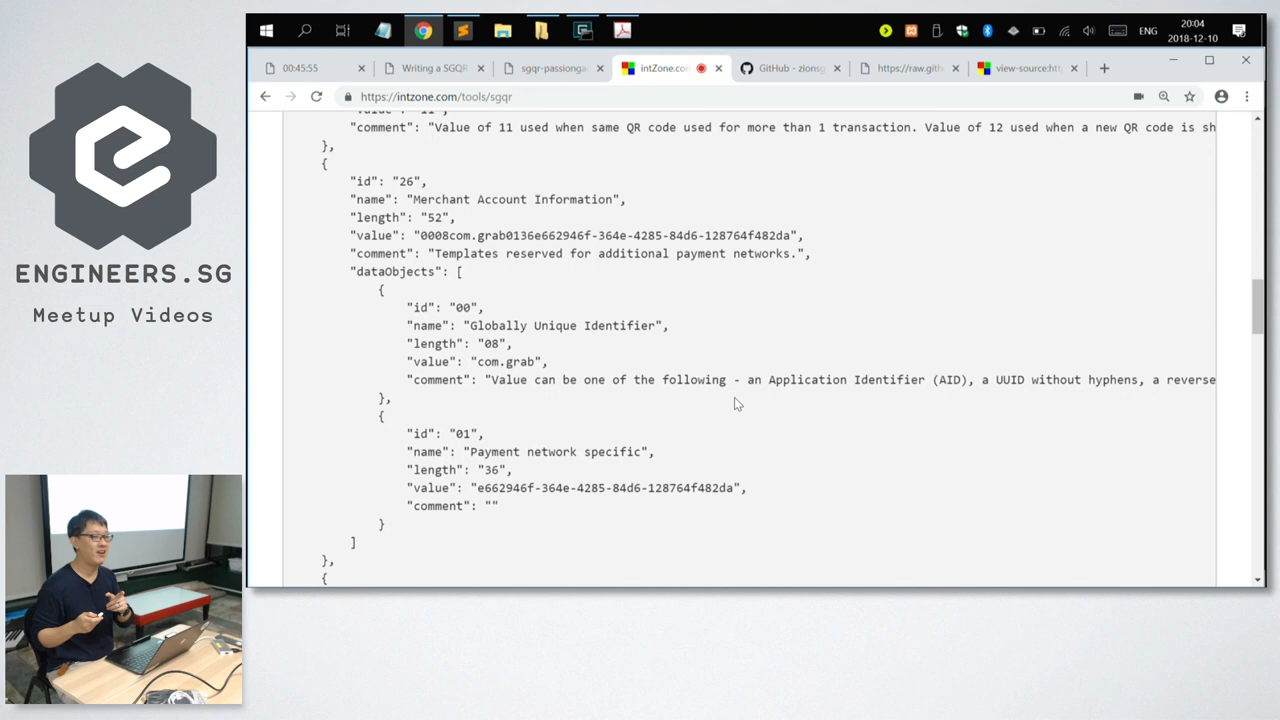 20:04
ENG
2018-12-10
00:45:55
Writing a SGQR
sgqr-passionga
intZone.com
GitHub - zionsg
https://raw.gith
view-source:htt
https://intzone.com/tools/sgqr
"comment": "Value of 11 used when same QR code used for more than 1 transaction. Value of 12 used when a new QR code is sh
},
{
"id": "26",
"name": "Merchant Account Information",
"length": "52",
"value": "0008com.grab0136e662946f-364e-4285-84d6-128764f482da",
"comment": "Templates reserved for additional payment networks.",
"dataObjects": [
{
"id": "00",
"name": "Globally Unique Identifier",
"length": "08",
"value": "com.grab",
"comment": "Value can be one of the following - an Application Identifier (AID), a UUID without hyphens, a reverse
},
{
"id": "01",
"name": "Payment network specific",
"length": "36",
"value": "e662946f-364e-4285-84d6-128764f482da",
"comment": ""
}
]
},
{
ENGINEERS.SG
Meetup Videos